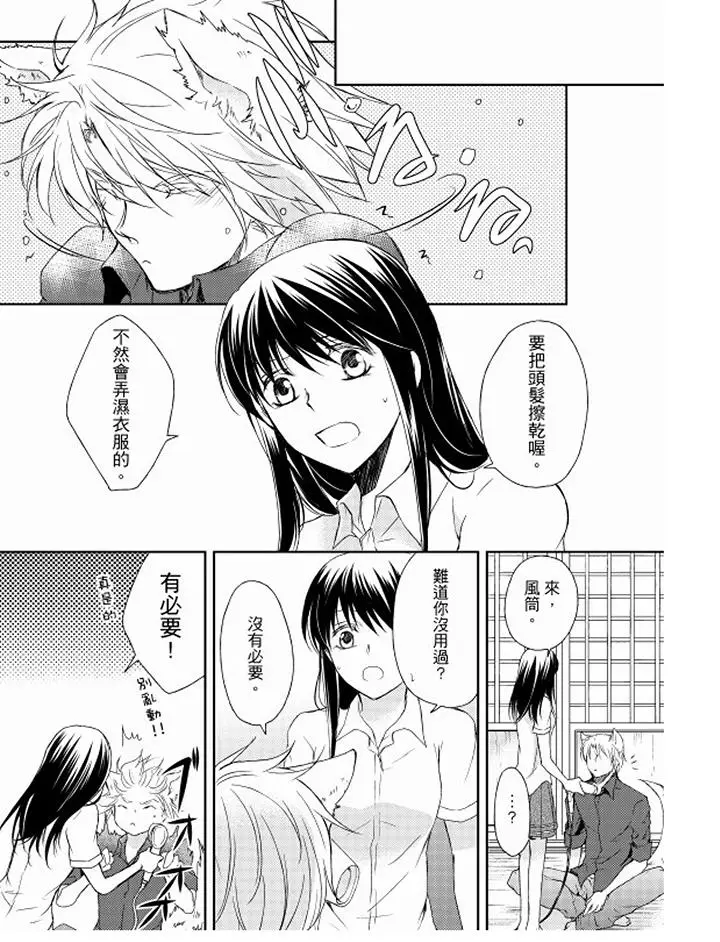 要把頭髮擦乾喔。
不然會弄濕衣服的。
來，
風筒。
…？
難道你沒用過？
沒有必要。
有必要！
真是的
別亂動!!